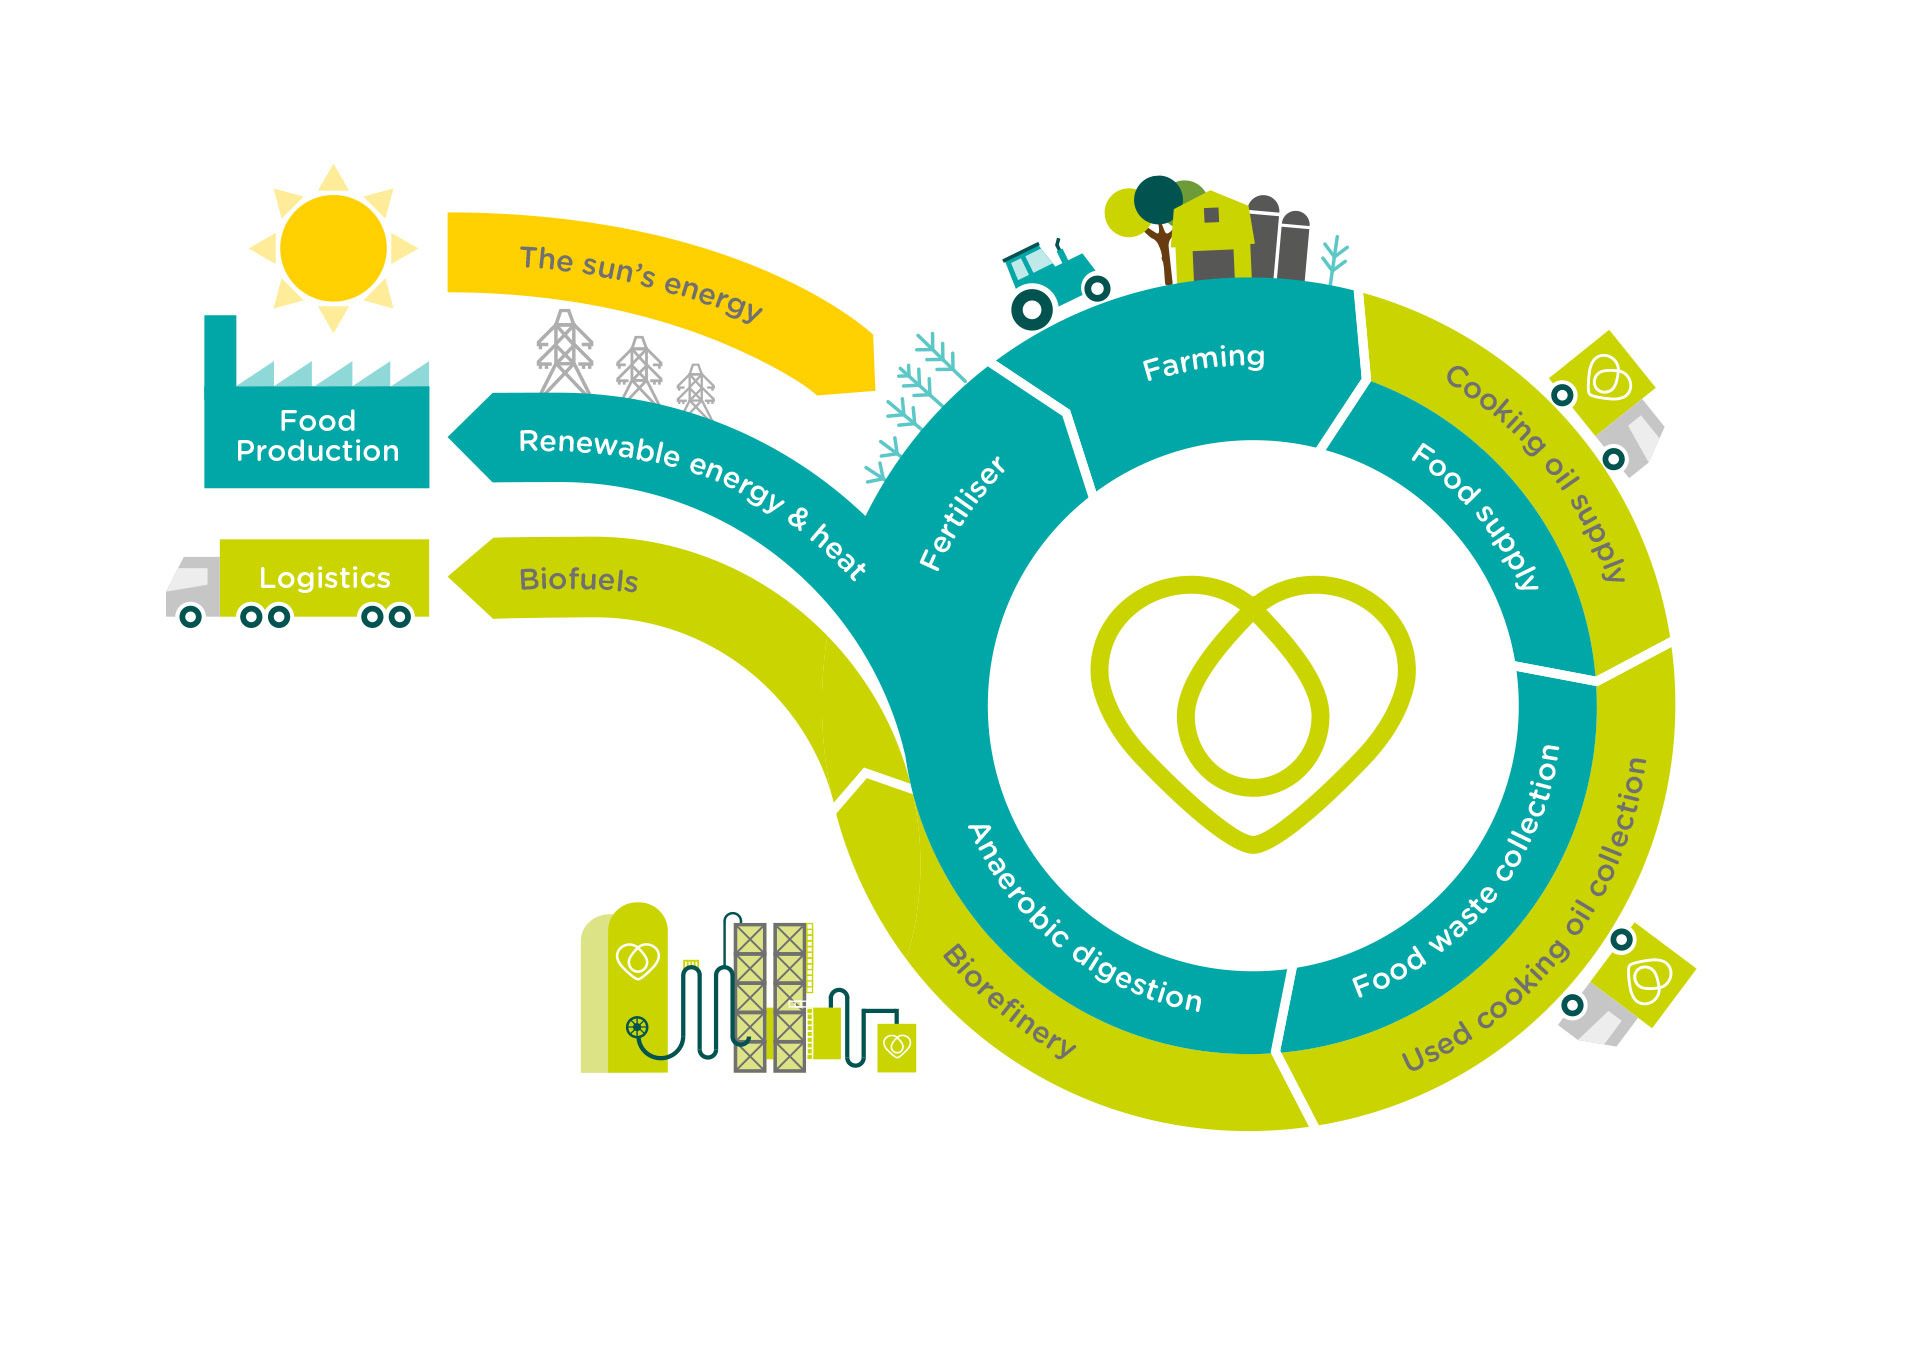 The sun's energy
Food
Production
Renewable energy & heat
Logistics
Biofuels
Fertiliser
Farming
Cooking oil supply
Food supply
Food waste collection
Used cooking oil collection
Anaerobic digestion
Biorefinery